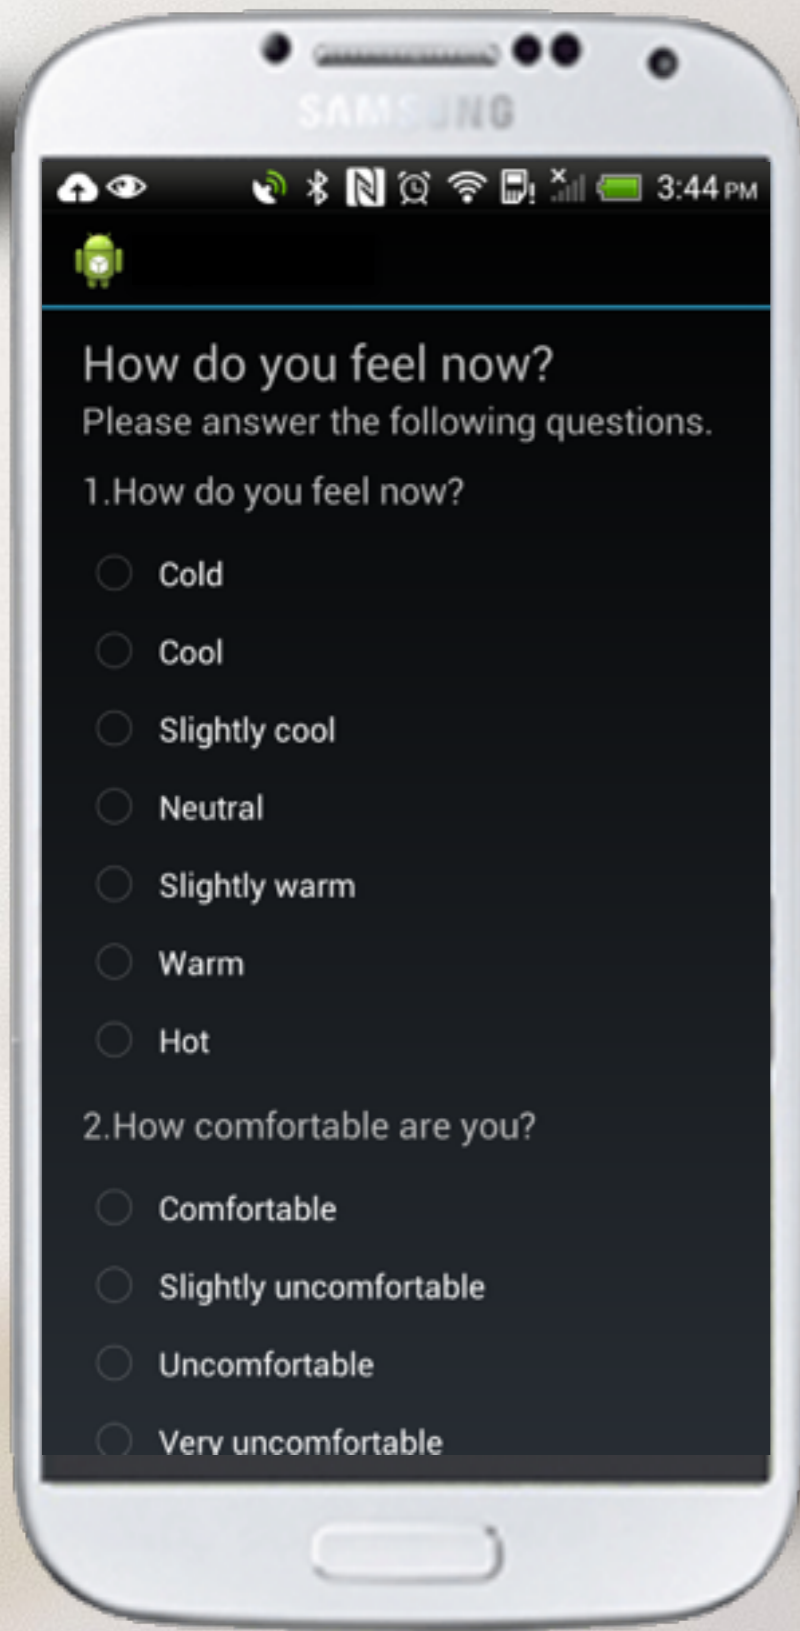 SAMSUNG
3:44 PM
How do you feel now?
Please answer the following questions.
1.How do you feel now?
Cold
Cool
Slightly cool
Neutral
Slightly warm
Warm
Hot
2.How comfortable are you?
Comfortable
Slightly uncomfortable
Uncomfortable
Very uncomfortable